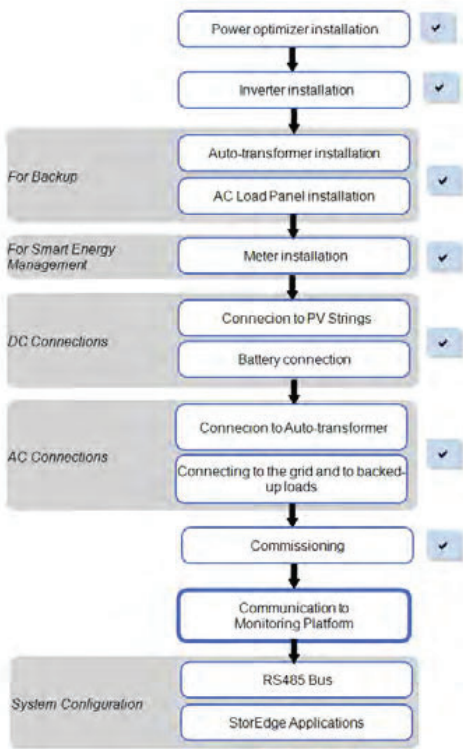 Power optimizer installation
Inverter installation
For Backup
Auto-transformer installation
AC Load Panel installation
For Smart Energy
Management
Meter installation
DC Connections
Connecion to PV Strings
Battery connection
AC Connections
Connecion to Auto-transformer
Connecting to the grid and to backed-
up loads
Commissioning
Communication to
Monitoring Platform
System Configuration
RS485 Bus
StorEdge Applications